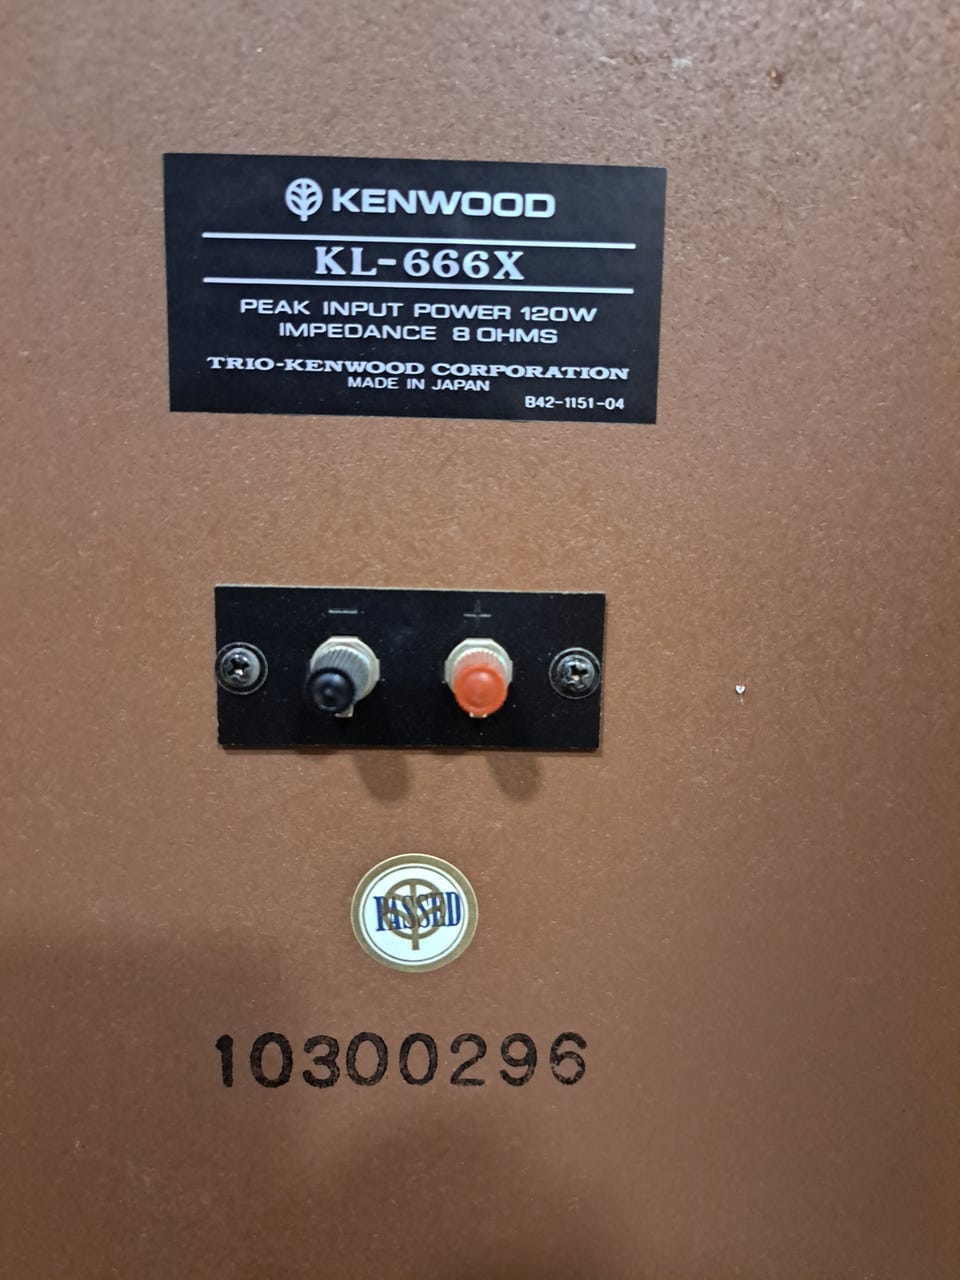 KENWOOD
KL-666X
PEAK INPUT POWER 120W
IMPEDANCE 8 OHMS
TRIO-KENWOOD CORPORATION
MADE IN JAPAN
B42-1151-04
− +
PASSED
10300296